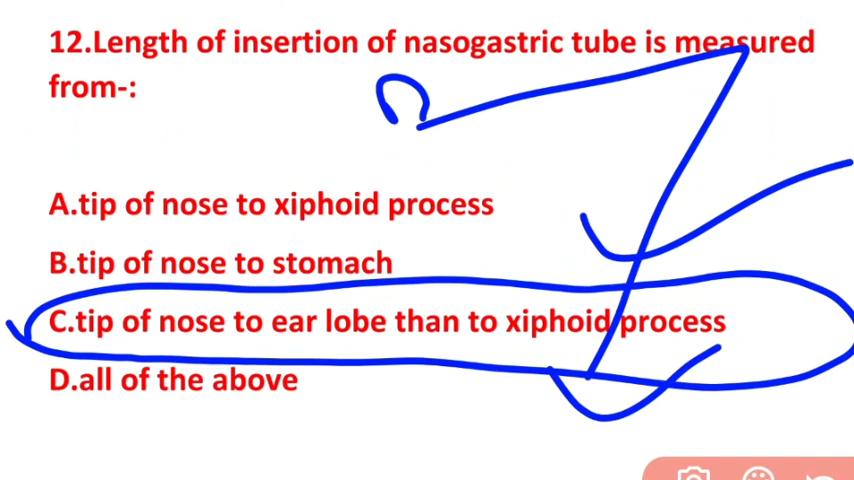 12.Length of insertion of nasogastric tube is measured
from-:
A.tip of nose to xiphoid process
B.tip of nose to stomach
C.tip of nose to ear lobe than to xiphoid process
D.all of the above